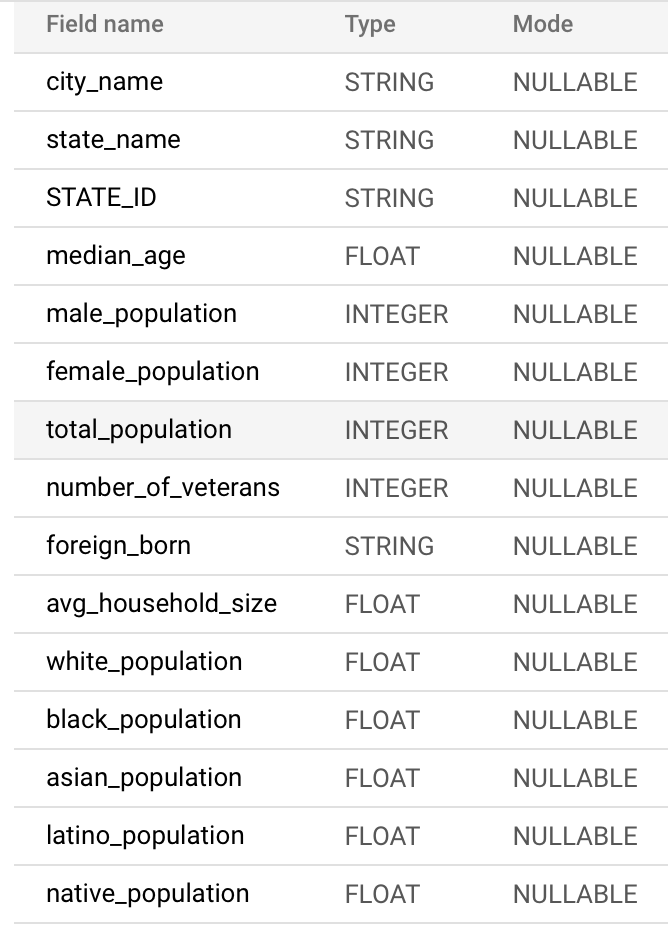 Field name Type Mode
city_name STRING NULLABLE
state_name STRING NULLABLE
STATE_ID STRING NULLABLE
median_age FLOAT NULLABLE
male_population INTEGER NULLABLE
female_population INTEGER NULLABLE
total_population INTEGER NULLABLE
number_of_veterans INTEGER NULLABLE
foreign_born STRING NULLABLE
avg_household_size FLOAT NULLABLE
white_population FLOAT NULLABLE
black_population FLOAT NULLABLE
asian_population FLOAT NULLABLE
latino_population FLOAT NULLABLE
native_population FLOAT NULLABLE